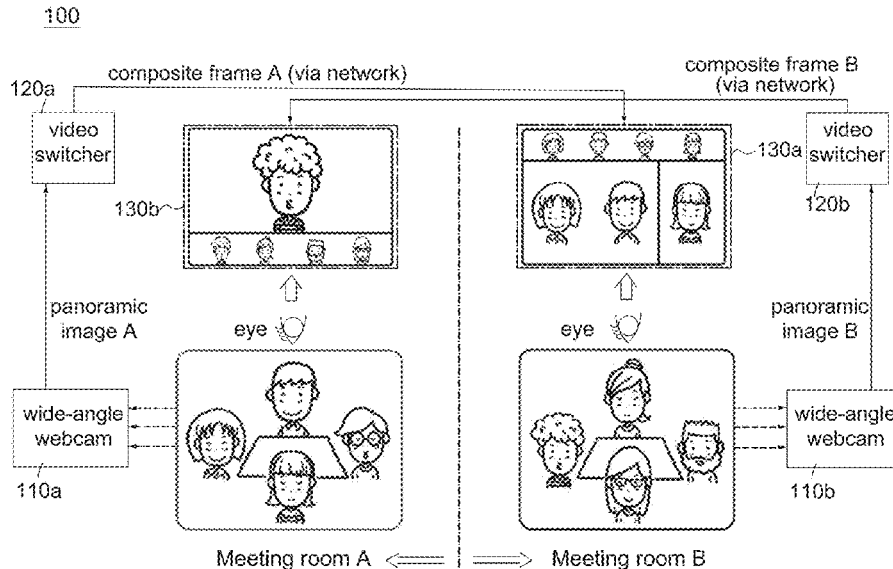 100
composite frame A (via network)
composite frame B
(via network)
120a
video
switcher
130b
130a
video
switcher
120b
panoramic
image A
eye
eye
panoramic
image B
wide-angle
webcam
wide-angle
webcam
110a
110b
Meeting room A
Meeting room B